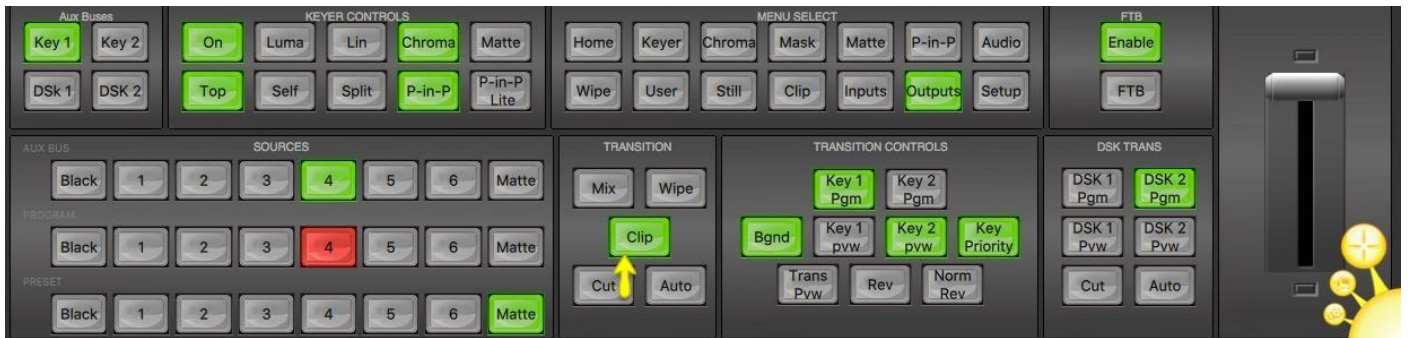 Aux Buses
KEYER CONTROLS
MENU SELECT
FTB
Key 1 Key 2 On Luma Lin Chroma Matte Home Keyer Chroma Mask Matte P-in-P Audio Enable
DSk 1 DSK 2 Top Self Split P-in-P P-in-P Lite Wipe User Still Clip Inputs Outputs Setup FTB
AUX BUS
SOURCES
Black 1 2 3 4 5 6 Matte
PROGRAM
Black 1 2 3 4 5 6 Matte
PRESET
Black 1 2 3 4 5 6 Matte
TRANSITION
Mix Wipe
Clip
Cut Auto
TRANSITION CONTROLS
Key 1 Pgm Key 2 Pgm
Bgnd Key 1 pvw Key 2 pvw Key Priority
Trans Pvw Rev Norm Rev
DSK TRANS
DSK 1 Pgm DSK 2 Pgm
DSK 1 Pvw DSK 2 Pvw
Cut Auto